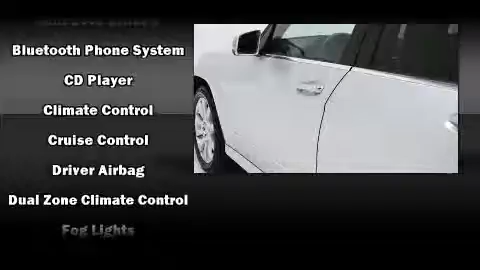 Bluetooth Phone System
CD Player
Climate Control
Cruise Control
Driver Airbag
Dual Zone Climate Control
Fog Lights